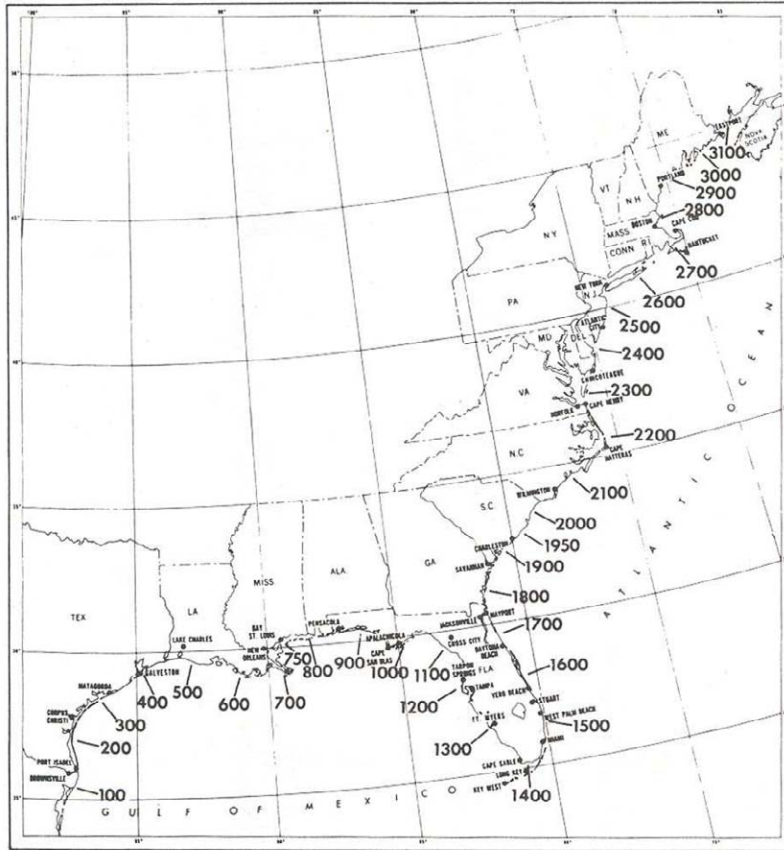 EASTPORT
NOVA SCOTIA
ME
3100
3000
PORTLAND
2900
VT
N H
2800
BOSTON
CAPE COD
MASS
N Y
CONN
R I
NANTUCKET
2700
NEW YORK
N J
2600
PA
2500
ATLANTIC CITY
MD
DEL
2400
CHINCOTEAGUE
2300
VA
NORFOLK
CAPE HENRY
2200
CAPE HATTERAS
N.C
2100
WILMINGTON
S.C
2000
1950
CHARLESTON
1900
SAVANNAH
GA
1800
MISS
ALA
TEX
LA
JACKSONVILLE
MAYPORT
1700
BAY ST. LOUIS
PENSACOLA
APALACHICOLA
CROSS CITY
DAYTONA BEACH
LAKE CHARLES
NEW ORLEANS
750
800
900
CAPE SAN BLAS
1000
1100
FLA
1600
GALVESTON
400
500
600
700
TARPON SPRINGS
1200
TAMPA
VERO BEACH
STUART
MATAGORDA
300
CORPUS CHRISTI
WEST PALM BEACH
1500
FT MYERS
1300
200
MIAMI
PORT ISABEL
BROWNSVILLE
CAPE SABLE
LONG KEY
KEY WEST
100
1400
GULF OF MEXICO
ATLANTIC OCEAN